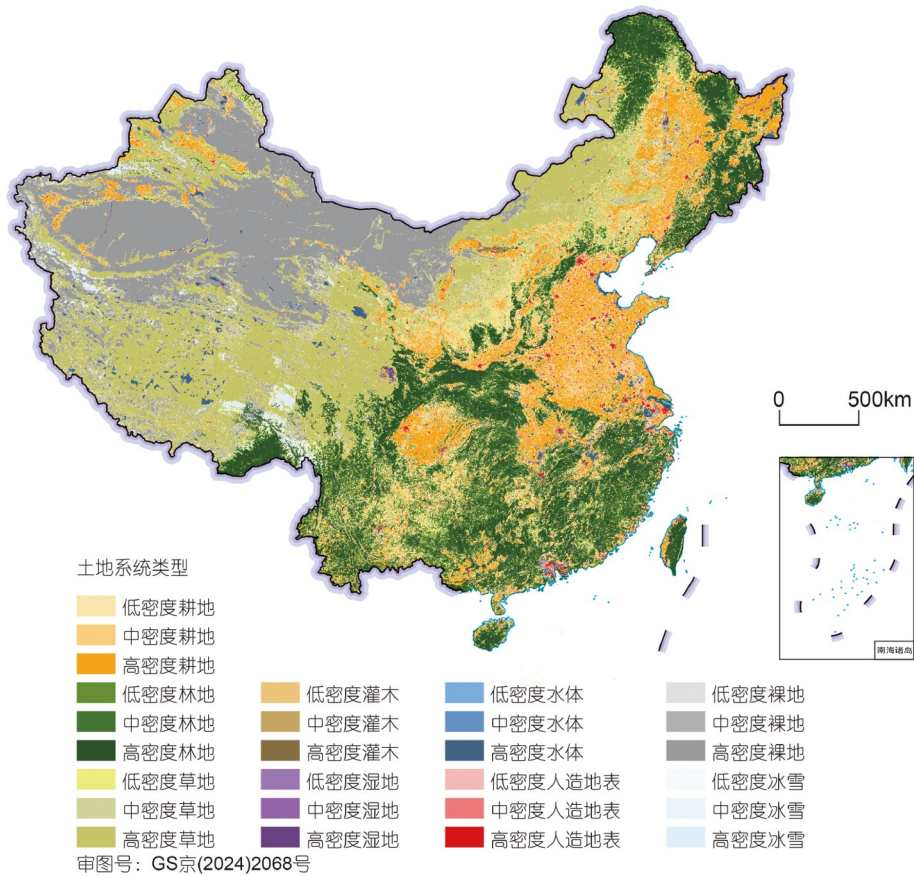 0 500km
南海诸岛
土地系统类型
低密度耕地
中密度耕地
高密度耕地
低密度林地 低密度灌木 低密度水体 低密度裸地
中密度林地 中密度灌木 中密度水体 中密度裸地
高密度林地 高密度灌木 高密度水体 高密度裸地
低密度草地 低密度湿地 低密度人造地表 低密度冰雪
中密度草地 中密度湿地 中密度人造地表 中密度冰雪
高密度草地 高密度湿地 高密度人造地表 高密度冰雪
审图号：GS京(2024)2068号